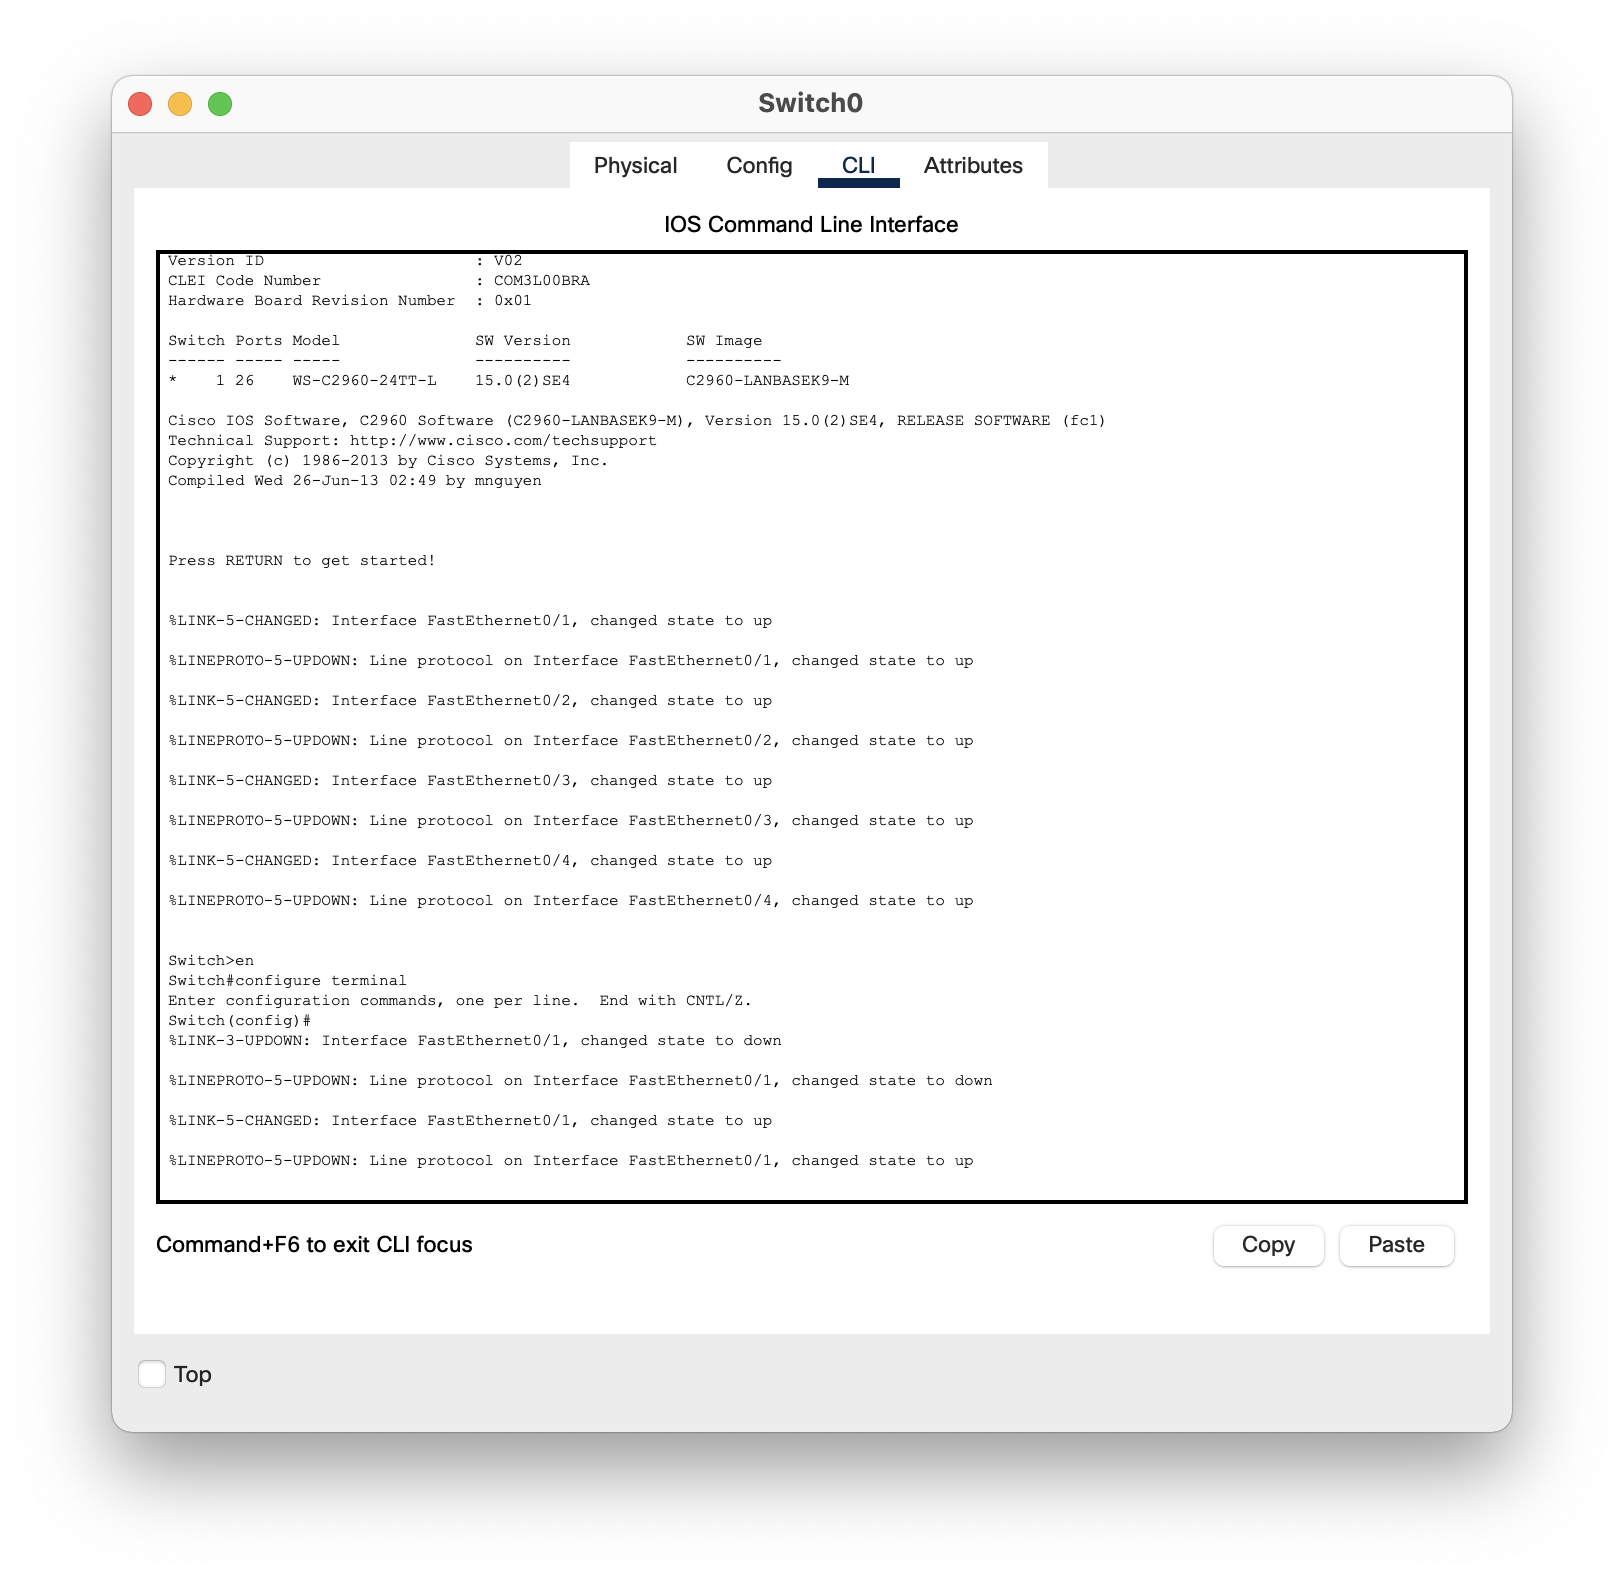 Switch0
Physical Config CLI Attributes
IOS Command Line Interface
Version ID                      : V02
CLEI Code Number                : COM3L00BRA
Hardware Board Revision Number  : 0x01
Switch Ports Model              SW Version            SW Image
------ ----- -----              ----------            ----------
*    1 26    WS-C2960-24TT-L    15.0(2)SE4            C2960-LANBASEK9-M
Cisco IOS Software, C2960 Software (C2960-LANBASEK9-M), Version 15.0(2)SE4, RELEASE SOFTWARE (fc1)
Technical Support: http://www.cisco.com/techsupport
Copyright (c) 1986-2013 by Cisco Systems, Inc.
Compiled Wed 26-Jun-13 02:49 by mnguyen
Press RETURN to get started!
%LINK-5-CHANGED: Interface FastEthernet0/1, changed state to up
%LINEPROTO-5-UPDOWN: Line protocol on Interface FastEthernet0/1, changed state to up
%LINK-5-CHANGED: Interface FastEthernet0/2, changed state to up
%LINEPROTO-5-UPDOWN: Line protocol on Interface FastEthernet0/2, changed state to up
%LINK-5-CHANGED: Interface FastEthernet0/3, changed state to up
%LINEPROTO-5-UPDOWN: Line protocol on Interface FastEthernet0/3, changed state to up
%LINK-5-CHANGED: Interface FastEthernet0/4, changed state to up
%LINEPROTO-5-UPDOWN: Line protocol on Interface FastEthernet0/4, changed state to up
Switch>en
Switch#configure terminal
Enter configuration commands, one per line.  End with CNTL/Z.
Switch(config)#
%LINK-3-UPDOWN: Interface FastEthernet0/1, changed state to down
%LINEPROTO-5-UPDOWN: Line protocol on Interface FastEthernet0/1, changed state to down
%LINK-5-CHANGED: Interface FastEthernet0/1, changed state to up
%LINEPROTO-5-UPDOWN: Line protocol on Interface FastEthernet0/1, changed state to up
Command+F6 to exit CLI focus
Copy Paste
Top